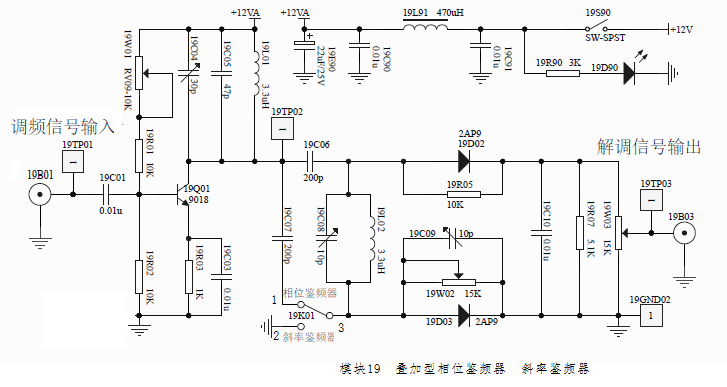 +12VA
+12VA
19L91 470uH
19S90
SW-SPST
+12V
19W01
RV09-10K
19C04
30p
19C05
47p
19L01
3.3uH
19E90
22uF/25V
19C90
0.01u
19C91
0.01u
19R90 3K
19D90
调频信号输入
19TP01
1
19R01
10K
19TP02
1
19C06
200p
2AP9
19D02
19R05
10K
解调信号输出
19TP03
1
19B01
19C01
0.01u
19Q01
9018
19C07
200p
19C08
10p
19L02
3.3uH
19C09
10p
19C10
0.01u
19R07
5.1K
19W03
15K
19B03
19R02
10K
19R03
1K
19C03
0.01u
19W02 15K
1
相位鉴频器
19K01
3
2
斜率鉴频器
19D03 2AP9
19GND02
1
模块19 叠加型相位鉴频器 斜率鉴频器